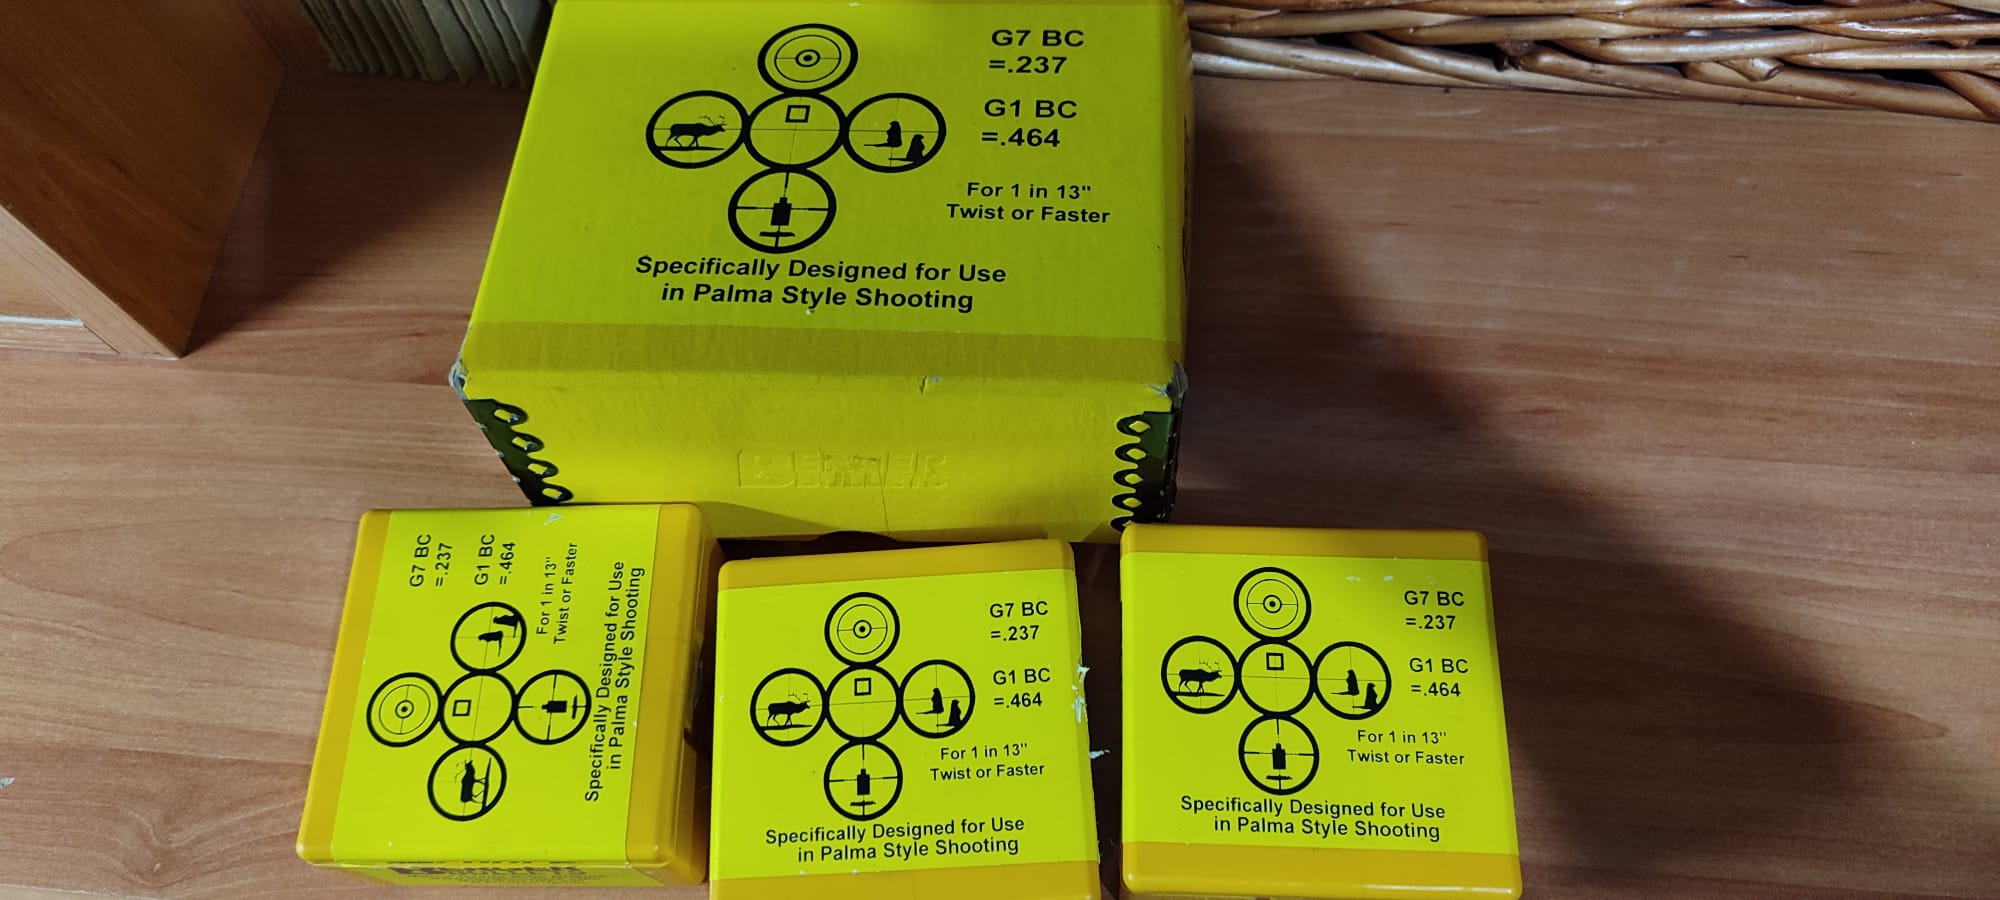 G7 BC
=.237
G1 BC
=.464
For 1 in 13"
Twist or Faster
Specifically Designed for Use
in Palma Style Shooting
BERGER
BULLETS
G7 BC
=.237
G1 BC
=.464
For 1 in 13"
Twist or Faster
Specifically Designed for Use
in Palma Style Shooting
G7 BC
=.237
G1 BC
=.464
For 1 in 13"
Twist or Faster
Specifically Designed for Use
in Palma Style Shooting
G7 BC
=.237
G1 BC
=.464
For 1 in 13"
Twist or Faster
Specifically Designed for Use
in Palma Style Shooting